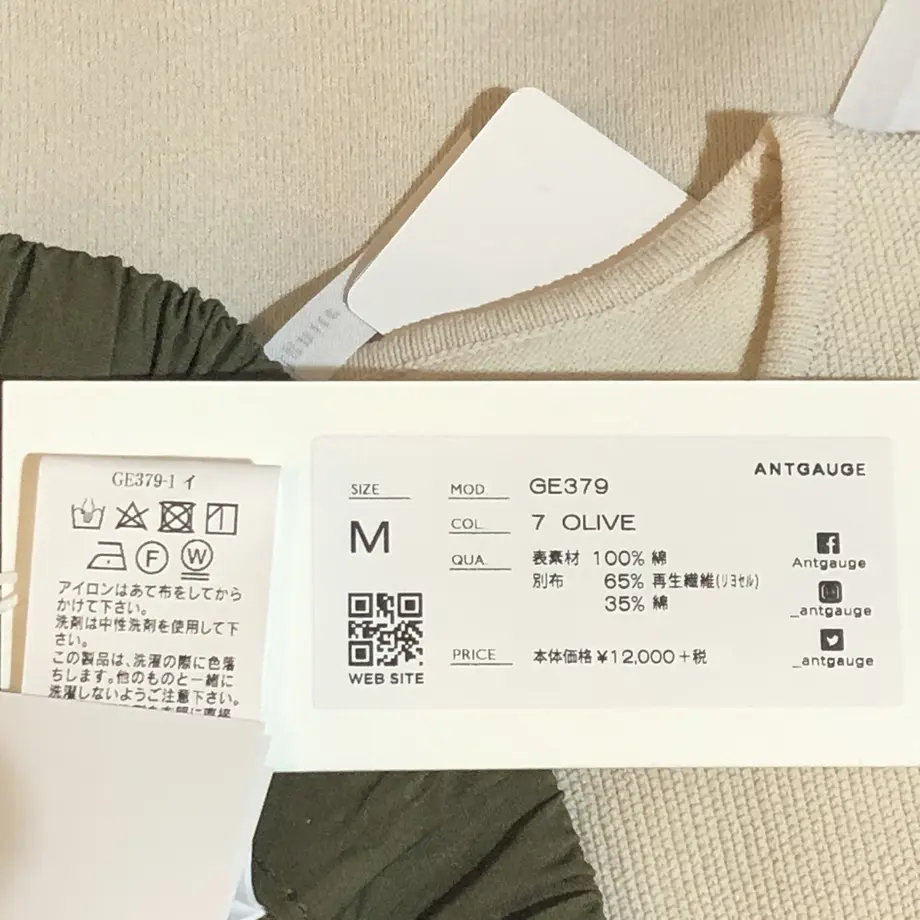 GE379-1 イ
F W
アイロンはあて布をしてから
かけて下さい。
洗剤は中性洗剤を使用して下
さい。
この製品は、洗濯の際に色落
ちします。他のものと一緒に
洗濯しないようご注意下さい。
ANTGAUGE
SIZE
M
WEB SITE
MOD. GE379
COL. 7 OLIVE
QUA. 表素材 100% 綿
別布 65% 再生繊維(リヨセル)
35% 綿
PRICE 本体価格 ¥12,000+税
Antgauge
_antgauge
_antgauge